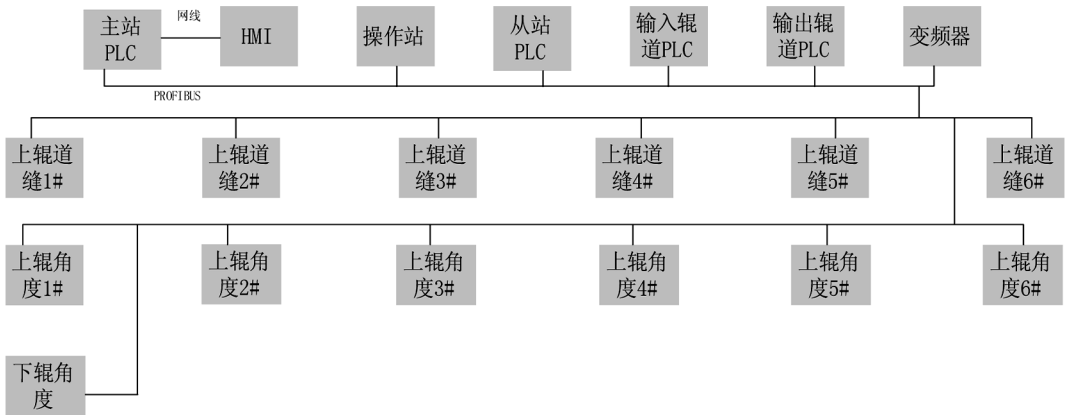 主站
PLC
网线
HMI
操作站
从站
PLC
输入辊
道PLC
输出辊
道PLC
变频器
PROFIBUS
上辊道
缝1#
上辊道
缝2#
上辊道
缝3#
上辊道
缝4#
上辊道
缝5#
上辊道
缝6#
上辊角
度1#
上辊角
度2#
上辊角
度3#
上辊角
度4#
上辊角
度5#
上辊角
度6#
下辊角
度